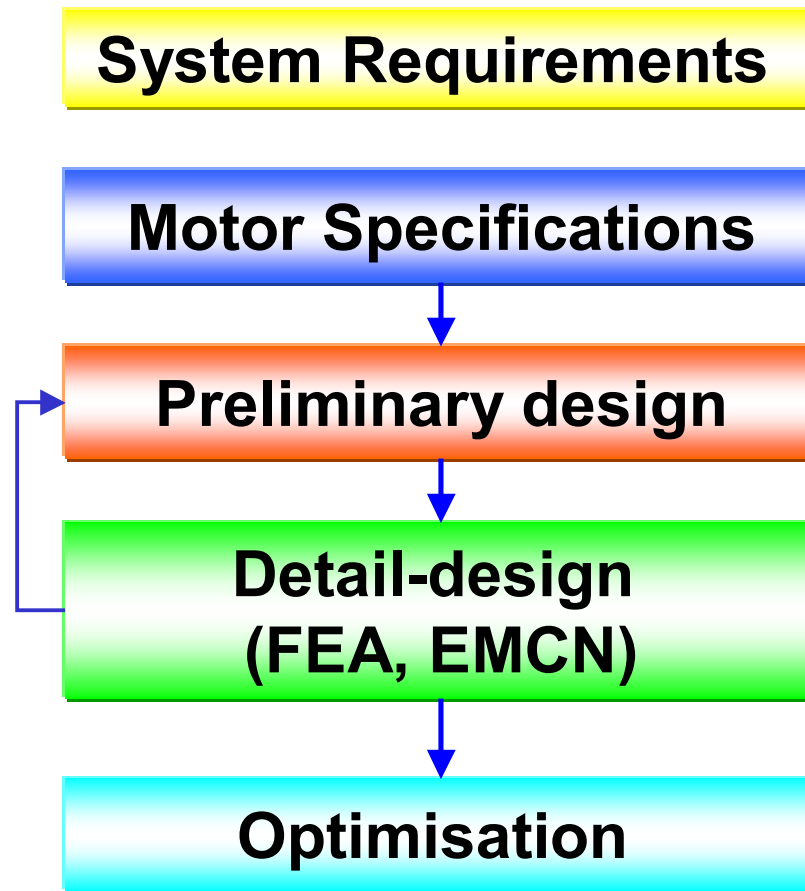 System Requirements
Motor Specifications
Preliminary design
Detail-design
(FEA, EMCN)
Optimisation